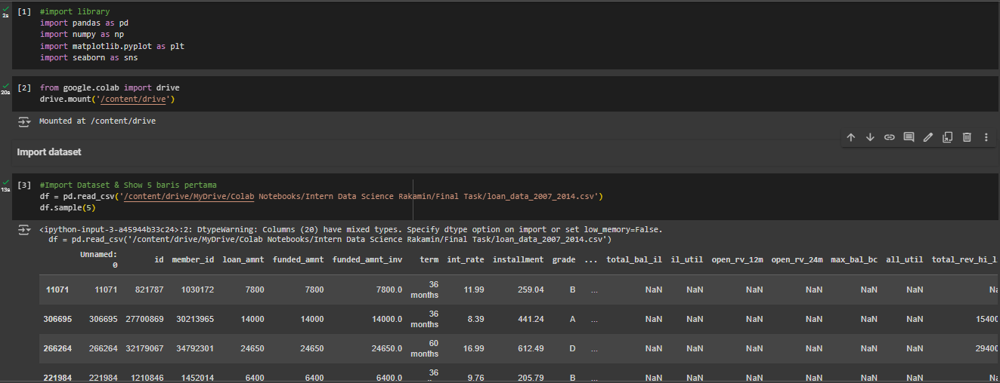 2s
[1] #import library
import pandas as pd
import numpy as np
import matplotlib.pyplot as plt
import seaborn as sns
20s
[2] from google.colab import drive
drive.mount('/content/drive')
Mounted at /content/drive
Import dataset
13s
[3] #Import Dataset & Show 5 baris pertama
df = pd.read_csv('/content/drive/MyDrive/Colab Notebooks/Intern Data Science Rakamin/Final Task/loan_data_2007_2014.csv')
df.sample(5)
<ipython-input-3-a45944b33c24>:2: DtypeWarning: Columns (20) have mixed types. Specify dtype option on import or set low_memory=False.
df = pd.read_csv('/content/drive/MyDrive/Colab Notebooks/Intern Data Science Rakamin/Final Task/loan_data_2007_2014.csv')
Unnamed: 0 id member_id loan_amnt funded_amnt funded_amnt_inv term int_rate installment grade ... total_bal_il il_util open_rv_12m open_rv_24m max_bal_bc all_util total_rev_hi_l
11071 11071 821787 1030172 7800 7800 7800.0 36 months 11.99 259.04 B ... NaN NaN NaN NaN NaN NaN Na
306695 306695 27700869 30213965 14000 14000 14000.0 36 months 8.39 441.24 A ... NaN NaN NaN NaN NaN NaN 15400
266264 266264 32179067 34792301 24650 24650 24650.0 60 months 16.99 612.49 D ... NaN NaN NaN NaN NaN NaN 29400
221984 221984 1210846 1452014 6400 6400 6400.0 36 9.76 205.79 B ... NaN NaN NaN NaN NaN NaN Na